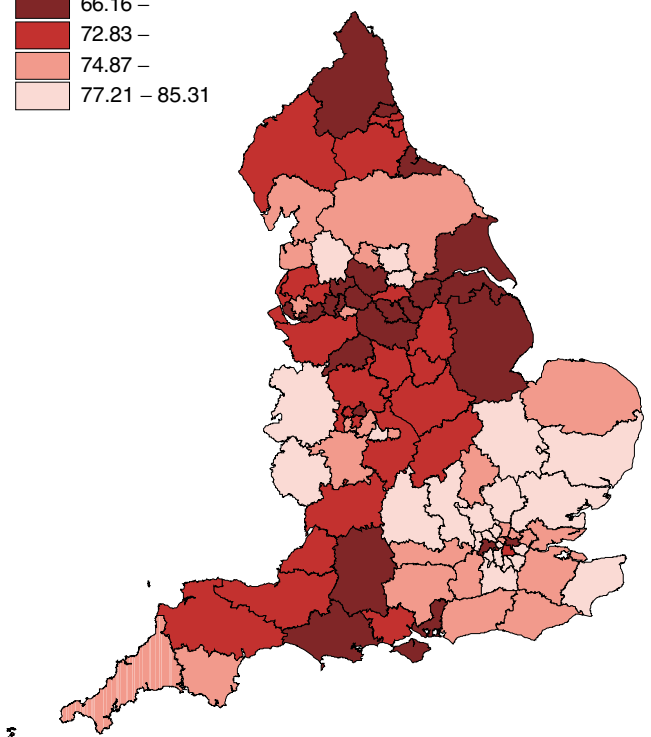 66.16 –
72.83 –
74.87 –
77.21 – 85.31